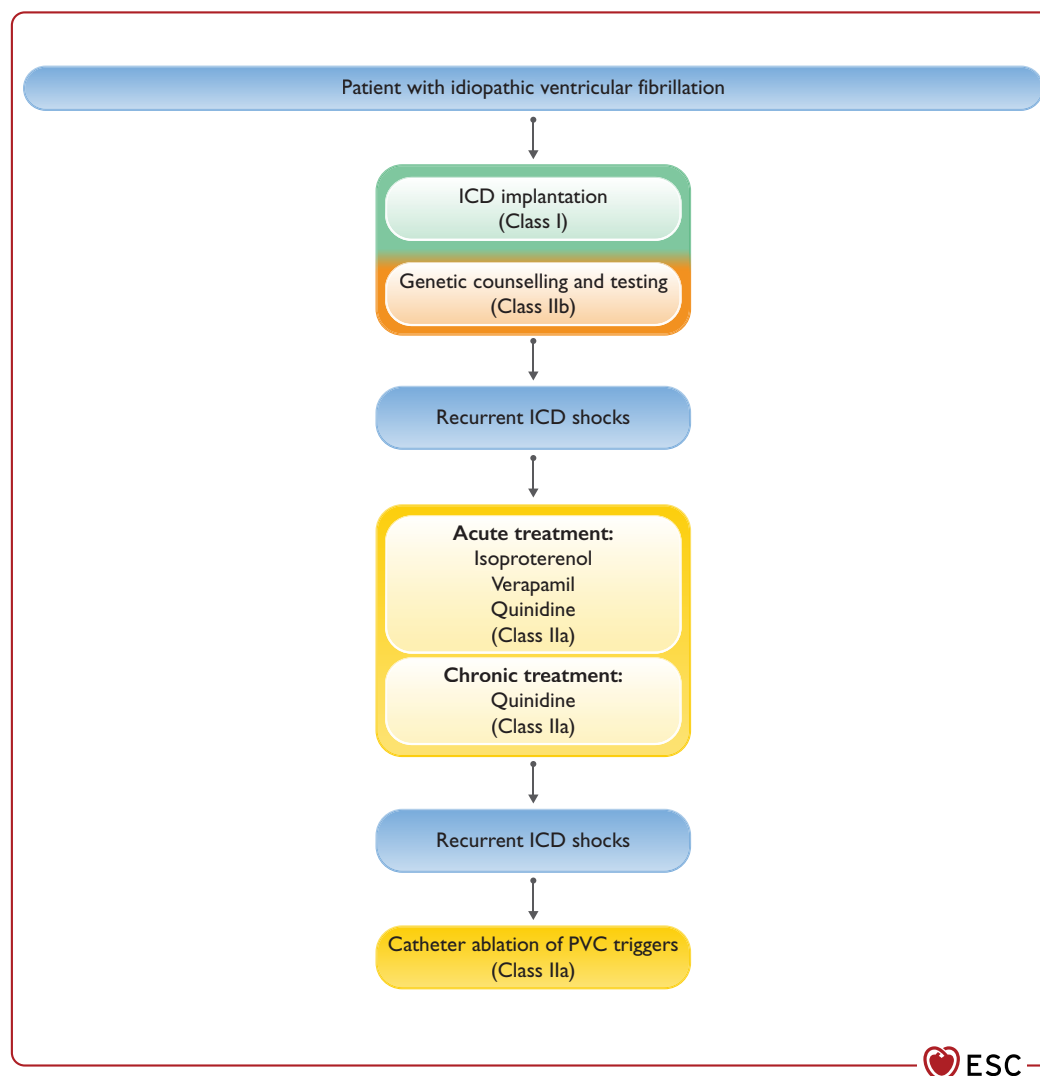 Patient with idiopathic ventricular fibrillation
ICD implantation
(Class I)
Genetic counselling and testing
(Class IIb)
Recurrent ICD shocks
Acute treatment:
Isoproterenol
Verapamil
Quinidine
(Class IIa)
Chronic treatment:
Quinidine
(Class IIa)
Recurrent ICD shocks
Catheter ablation of PVC triggers
(Class IIa)
ESC